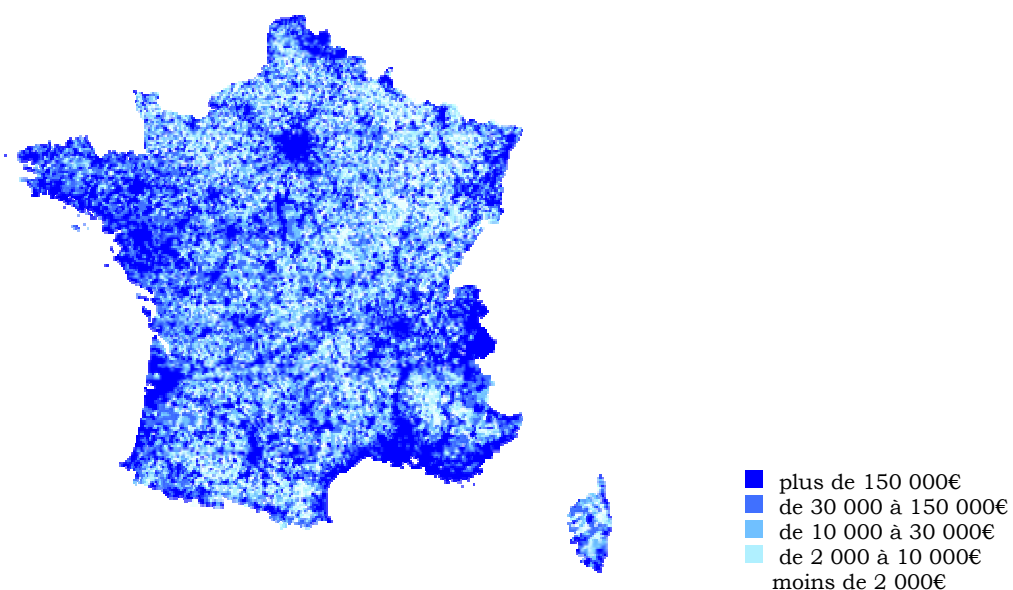 plus de 150 000€
de 30 000 à 150 000€
de 10 000 à 30 000€
de 2 000 à 10 000€
moins de 2 000€